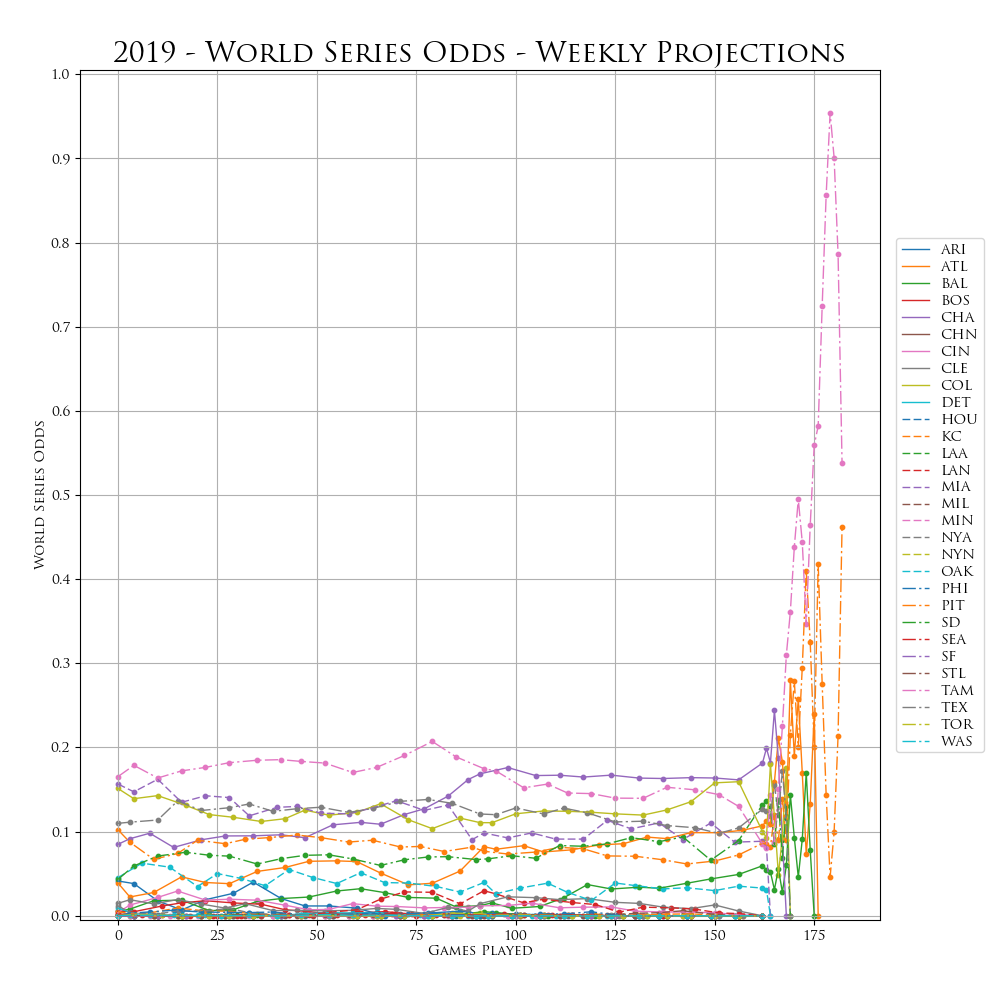 2019 - World Series Odds - Weekly Projections
1.0
0.9
0.8
0.7
0.6
0.5
0.4
0.3
0.2
0.1
0.0
World Series Odds
0 25 50 75 100 125 150 175
Games Played
ARI
ATL
BAL
BOS
CHA
CHN
CIN
CLE
COL
DET
HOU
KC
LAA
LAN
MIA
MIL
MIN
NYA
NYN
OAK
PHI
PIT
SD
SEA
SF
STL
TAM
TEX
TOR
WAS